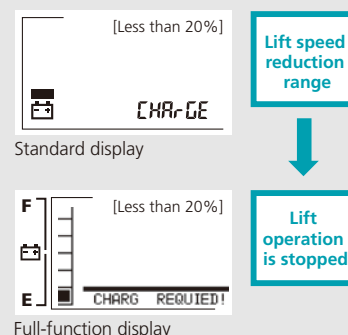 [Less than 20%]
CHArGE
Standard display
Lift speed
reduction
range
F
[Less than 20%]
E
CHARG REQUIED!
Full-function display
Lift
operation
is stopped